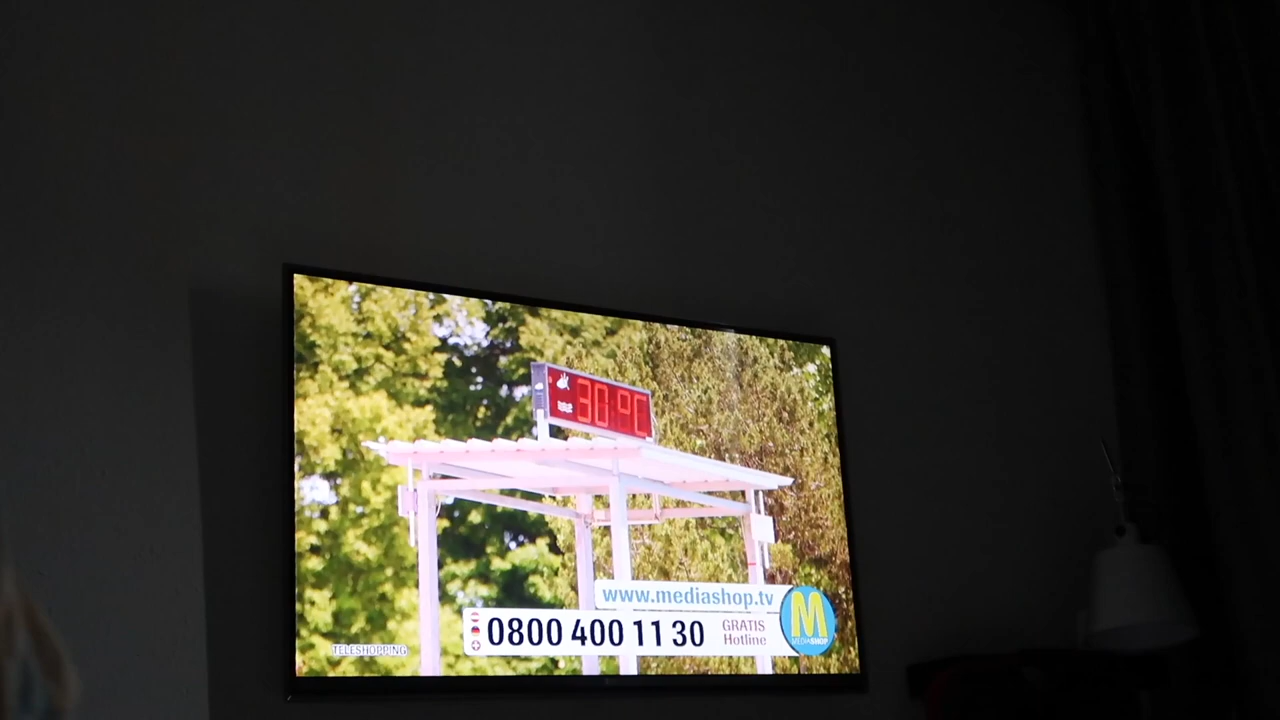 30°C
www.mediashop.tv
0800 400 11 30
GRATIS
Hotline
M
MEDIASHOP
TELESHOPPING